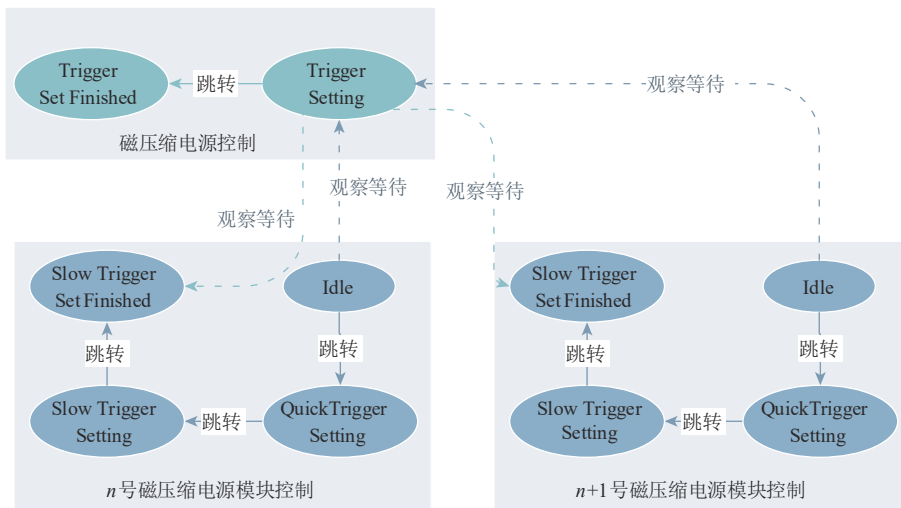 Trigger
Set Finished
跳转
Trigger
Setting
观察等待
磁压缩电源控制
观察等待
观察等待
观察等待
Slow Trigger
Set Finished
Idle
跳转
跳转
Slow Trigger
Setting
跳转
QuickTrigger
Setting
n号磁压缩电源模块控制
Slow Trigger
Set Finished
Idle
跳转
跳转
Slow Trigger
Setting
跳转
QuickTrigger
Setting
n+1号磁压缩电源模块控制